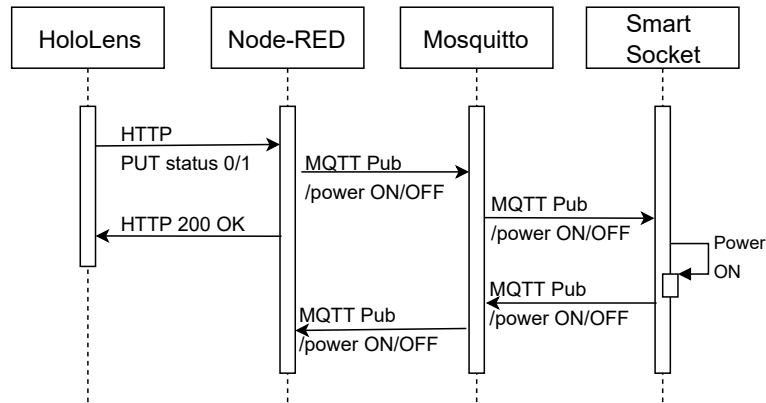 HoloLens
Node-RED
Mosquitto
Smart
Socket
HTTP
PUT status 0/1
MQTT Pub
/power ON/OFF
MQTT Pub
/power ON/OFF
HTTP 200 OK
Power
ON
MQTT Pub
/power ON/OFF
MQTT Pub
/power ON/OFF